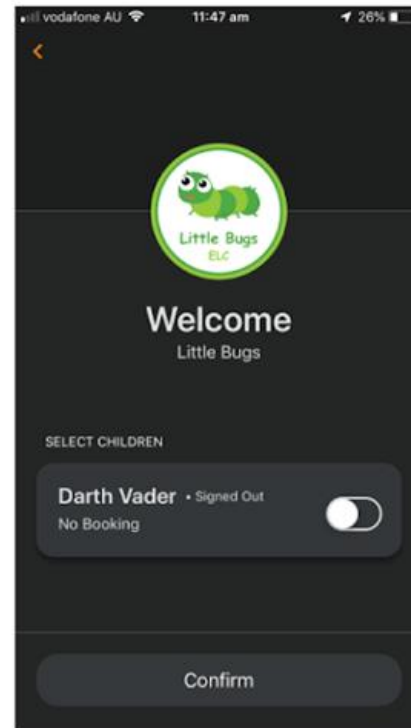 vodafone AU 11:47 am 26%
Little Bugs
ELC
Welcome
Little Bugs
SELECT CHILDREN
Darth Vader • Signed Out
No Booking
Confirm